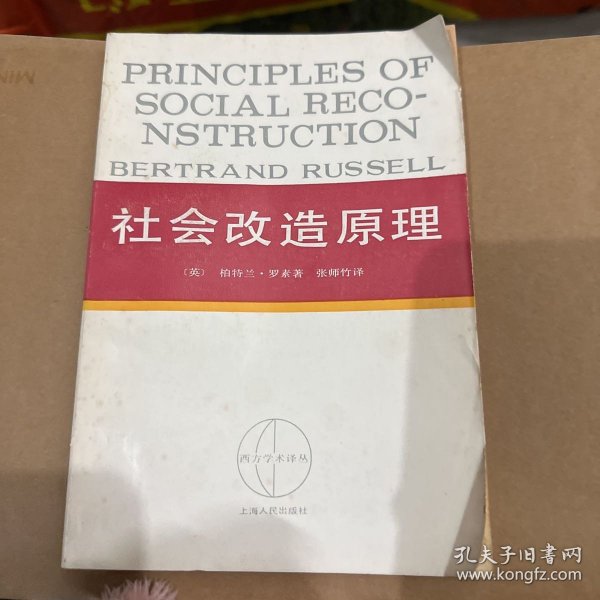 PRINCIPLES OF
SOCIAL RECO-
NSTRUCTION
BERTRAND RUSSELL
社会改造原理
〔英〕 柏特兰·罗素著 张师竹译
西方学术译丛
上海人民出版社
孔夫子旧书网
www.kongfz.com